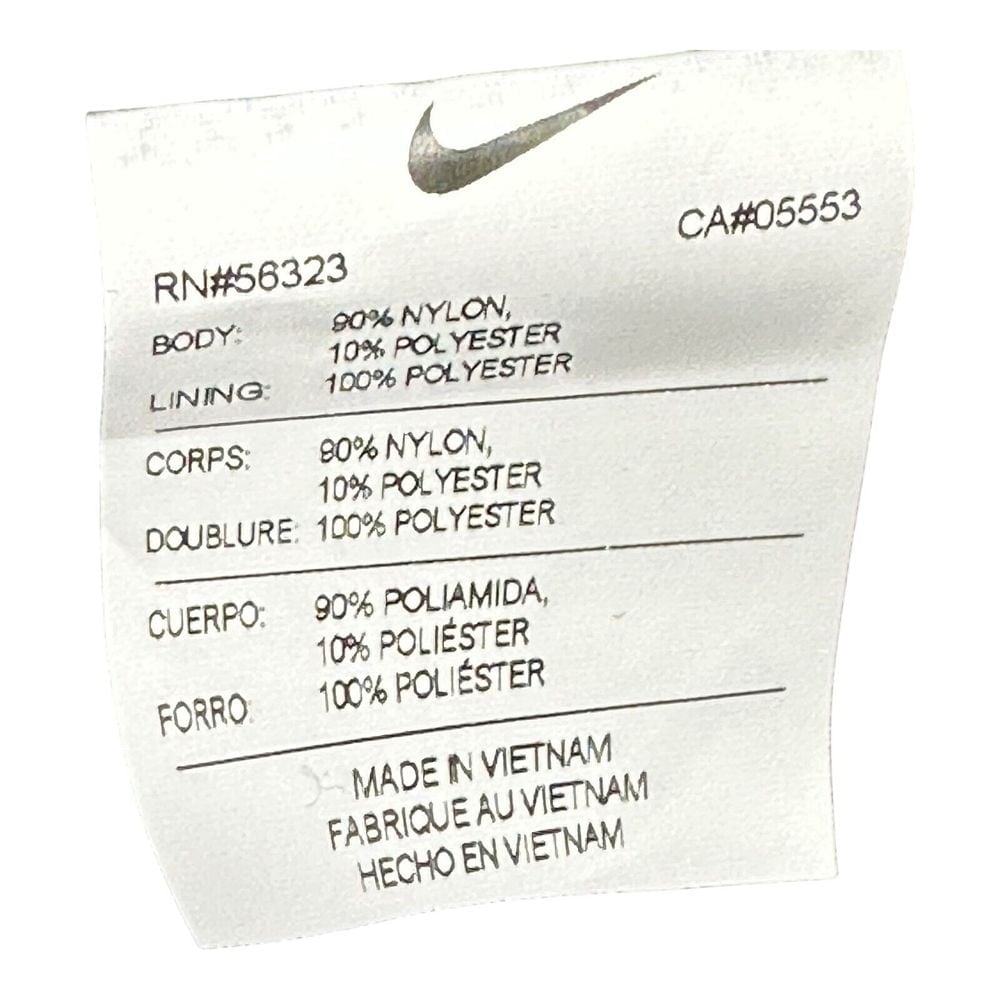 CA#05553
RN#56323
BODY: 90% NYLON,
10% POLYESTER
LINING: 100% POLYESTER
CORPS: 90% NYLON,
10% POLYESTER
DOUBLURE: 100% POLYESTER
CUERPO: 90% POLIAMIDA,
10% POLIÉSTER
FORRO: 100% POLIÉSTER
MADE IN VIETNAM
FABRIQUE AU VIETNAM
HECHO EN VIETNAM